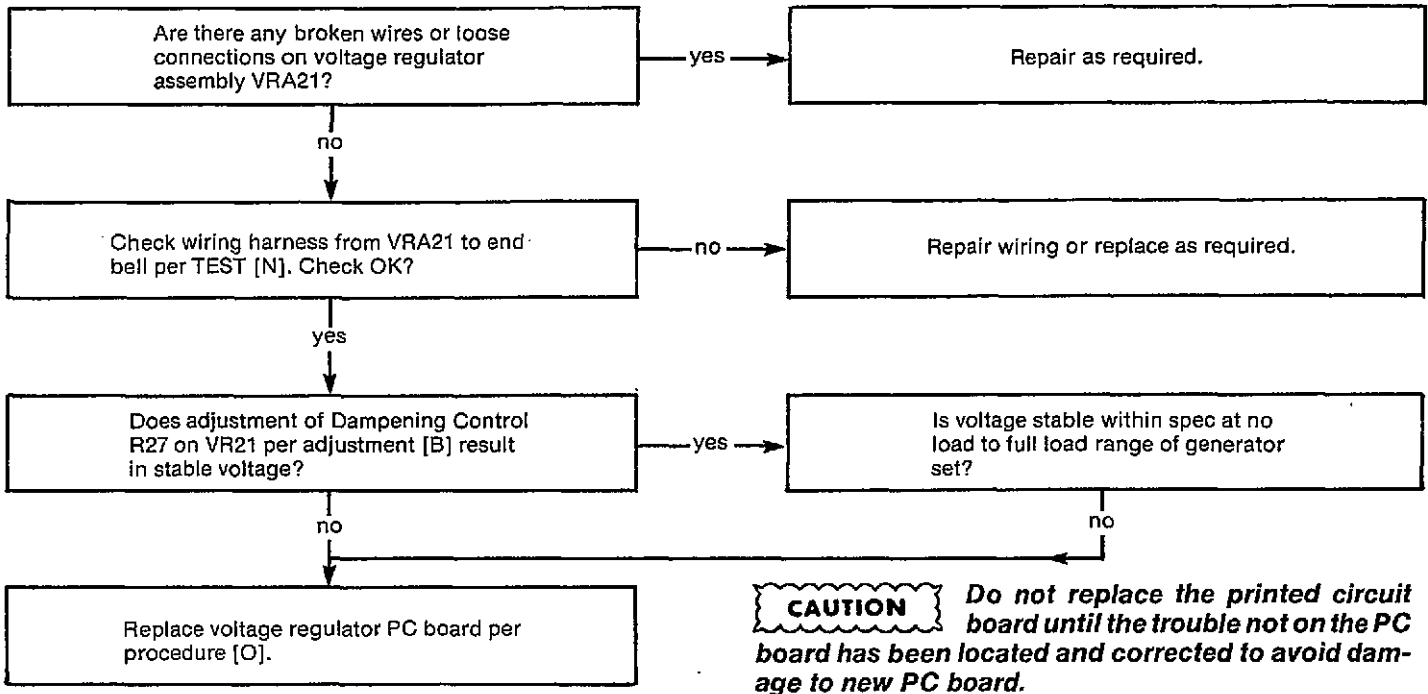 Are there any broken wires or loose
connections on voltage regulator
assembly VRA21?
yes
Repair as required.
no
Check wiring harness from VRA21 to end
bell per TEST [N]. Check OK?
no
Repair wiring or replace as required.
yes
Does adjustment of Dampening Control
R27 on VR21 per adjustment [B] result
in stable voltage?
yes
Is voltage stable within spec at no
load to full load range of generator
set?
no
no
Replace voltage regulator PC board per
procedure [O].
CAUTION Do not replace the printed circuit
board until the trouble not on the PC
board has been located and corrected to avoid dam-
age to new PC board.